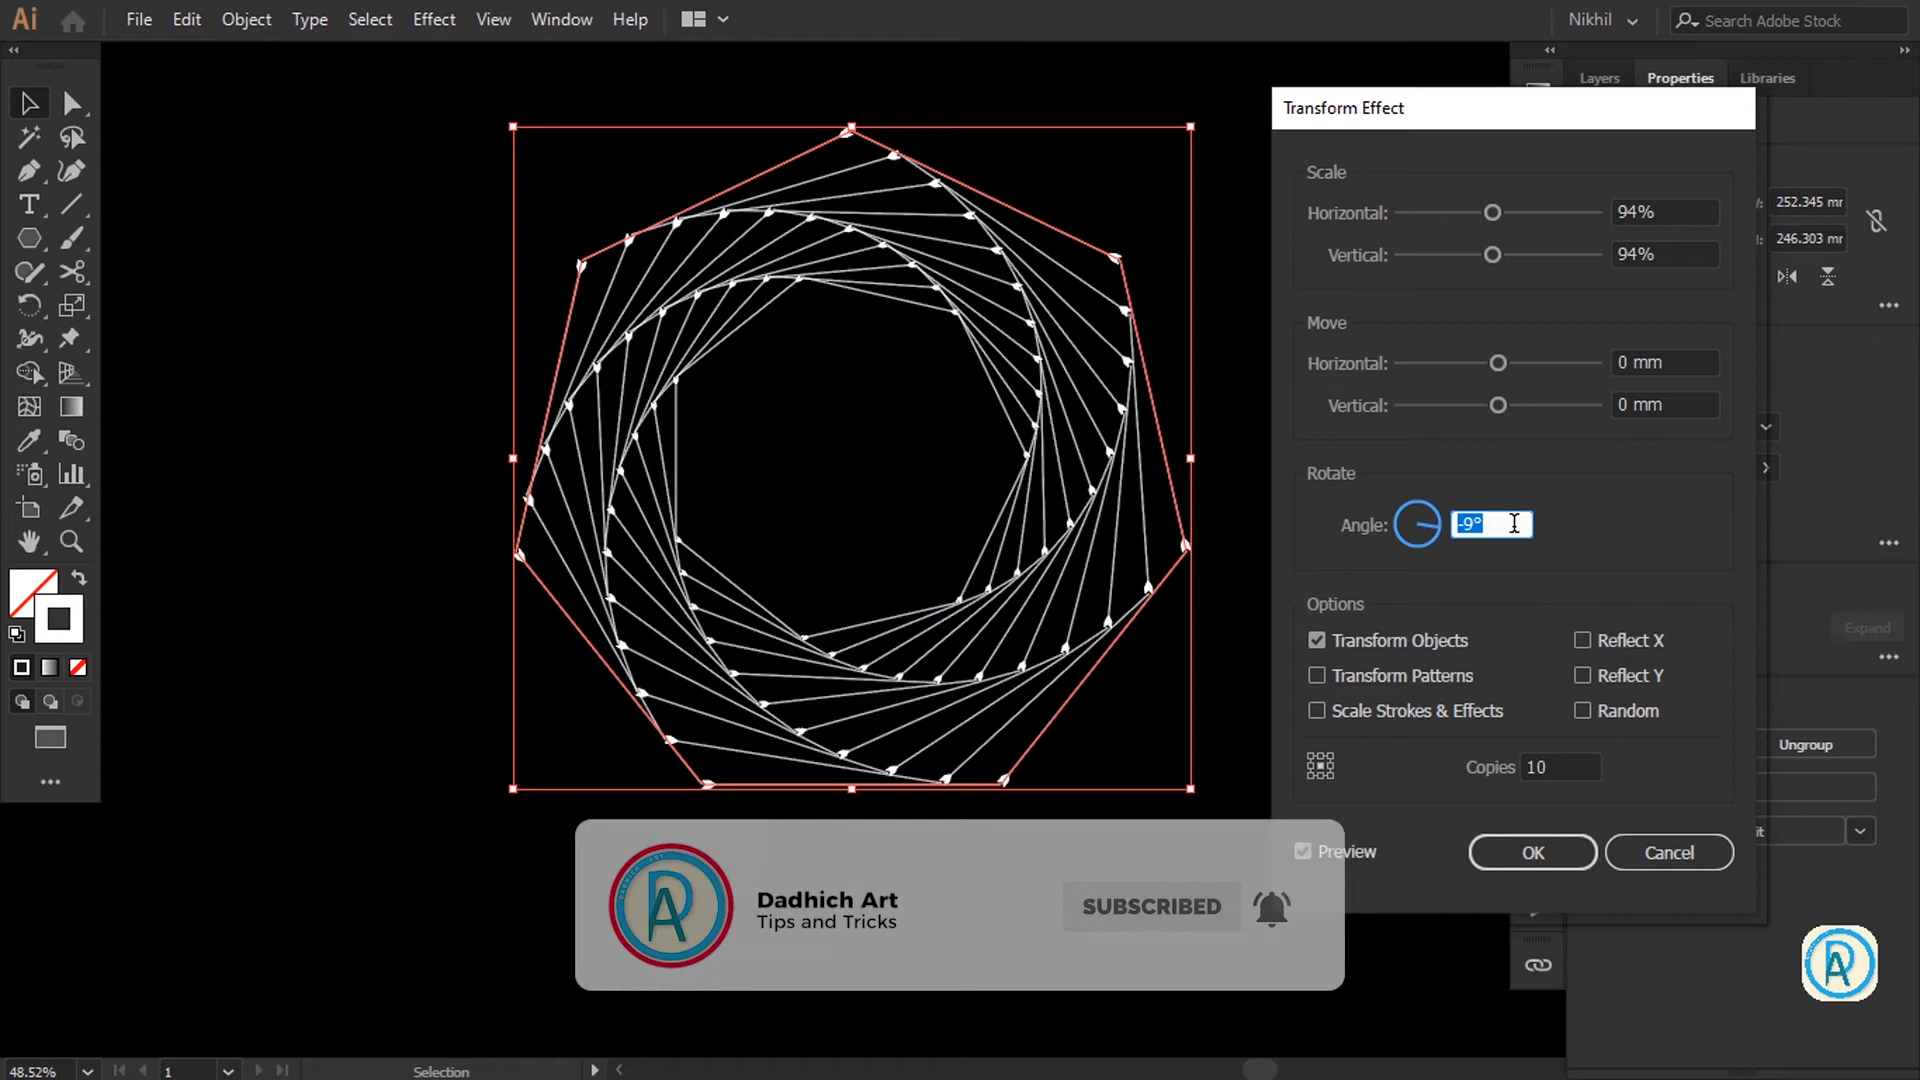 Ai File Edit Object Type Select Effect View Window Help Nikhil Search Adobe Stock
Layers Properties Libraries
Transform Effect
Scale
Horizontal: 94%
Vertical: 94%
252.345 mr
246.303 mr
Move
Horizontal: 0 mm
Vertical: 0 mm
Rotate
Angle: -9°
Options
Transform Objects Reflect X
Transform Patterns Reflect Y
Scale Strokes & Effects Random
Copies 10
Preview OK Cancel
Expand
Ungroup
it
Dadhich Art
Tips and Tricks
SUBSCRIBED
48.52% 1 Selection